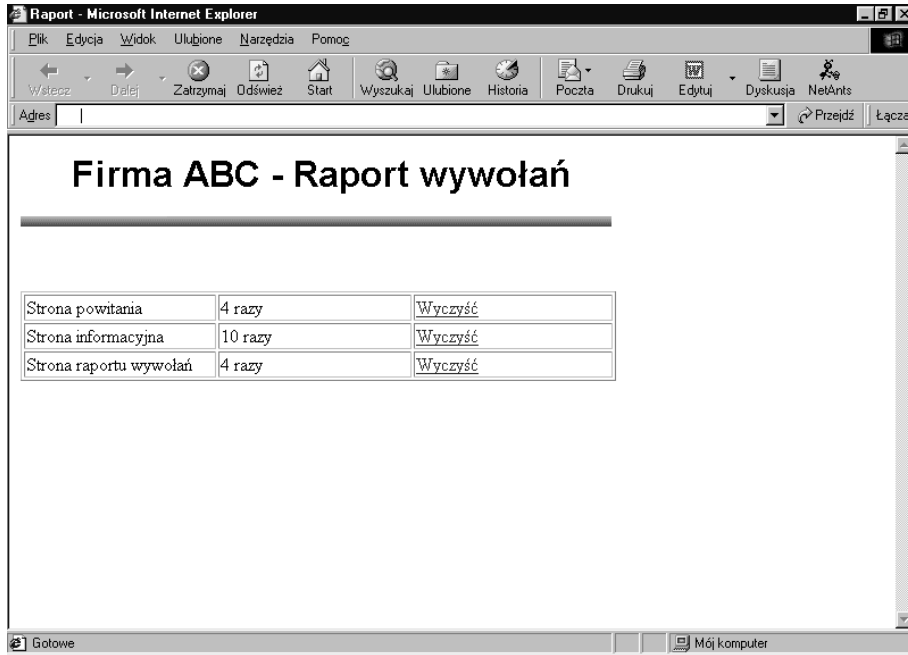 Raport - Microsoft Internet Explorer
Plik Edycja Widok Ulubione Narzędzia Pomoc
Wstecz Dalej Zatrzymaj Odśwież Start Wyszukaj Ulubione Historia Poczta Drukuj Edytuj Dyskusja NetAnts
Adres Przejdź Łącza
Firma ABC - Raport wywołań
Strona powitania 4 razy Wyczyść
Strona informacyjna 10 razy Wyczyść
Strona raportu wywołań 4 razy Wyczyść
Gotowe Mój komputer